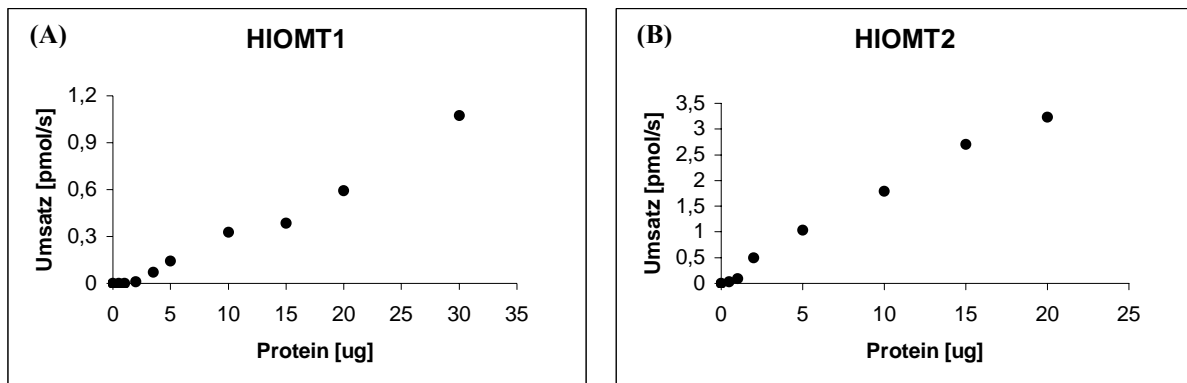 (A)
HIOMT1
Umsatz [pmol/s]
1,2
0,9
0,6
0,3
0
0 5 10 15 20 25 30 35
Protein [ug]
(B)
HIOMT2
Umsatz [pmol/s]
3,5
3
2,5
2
1,5
1
0,5
0
0 5 10 15 20 25
Protein [ug]